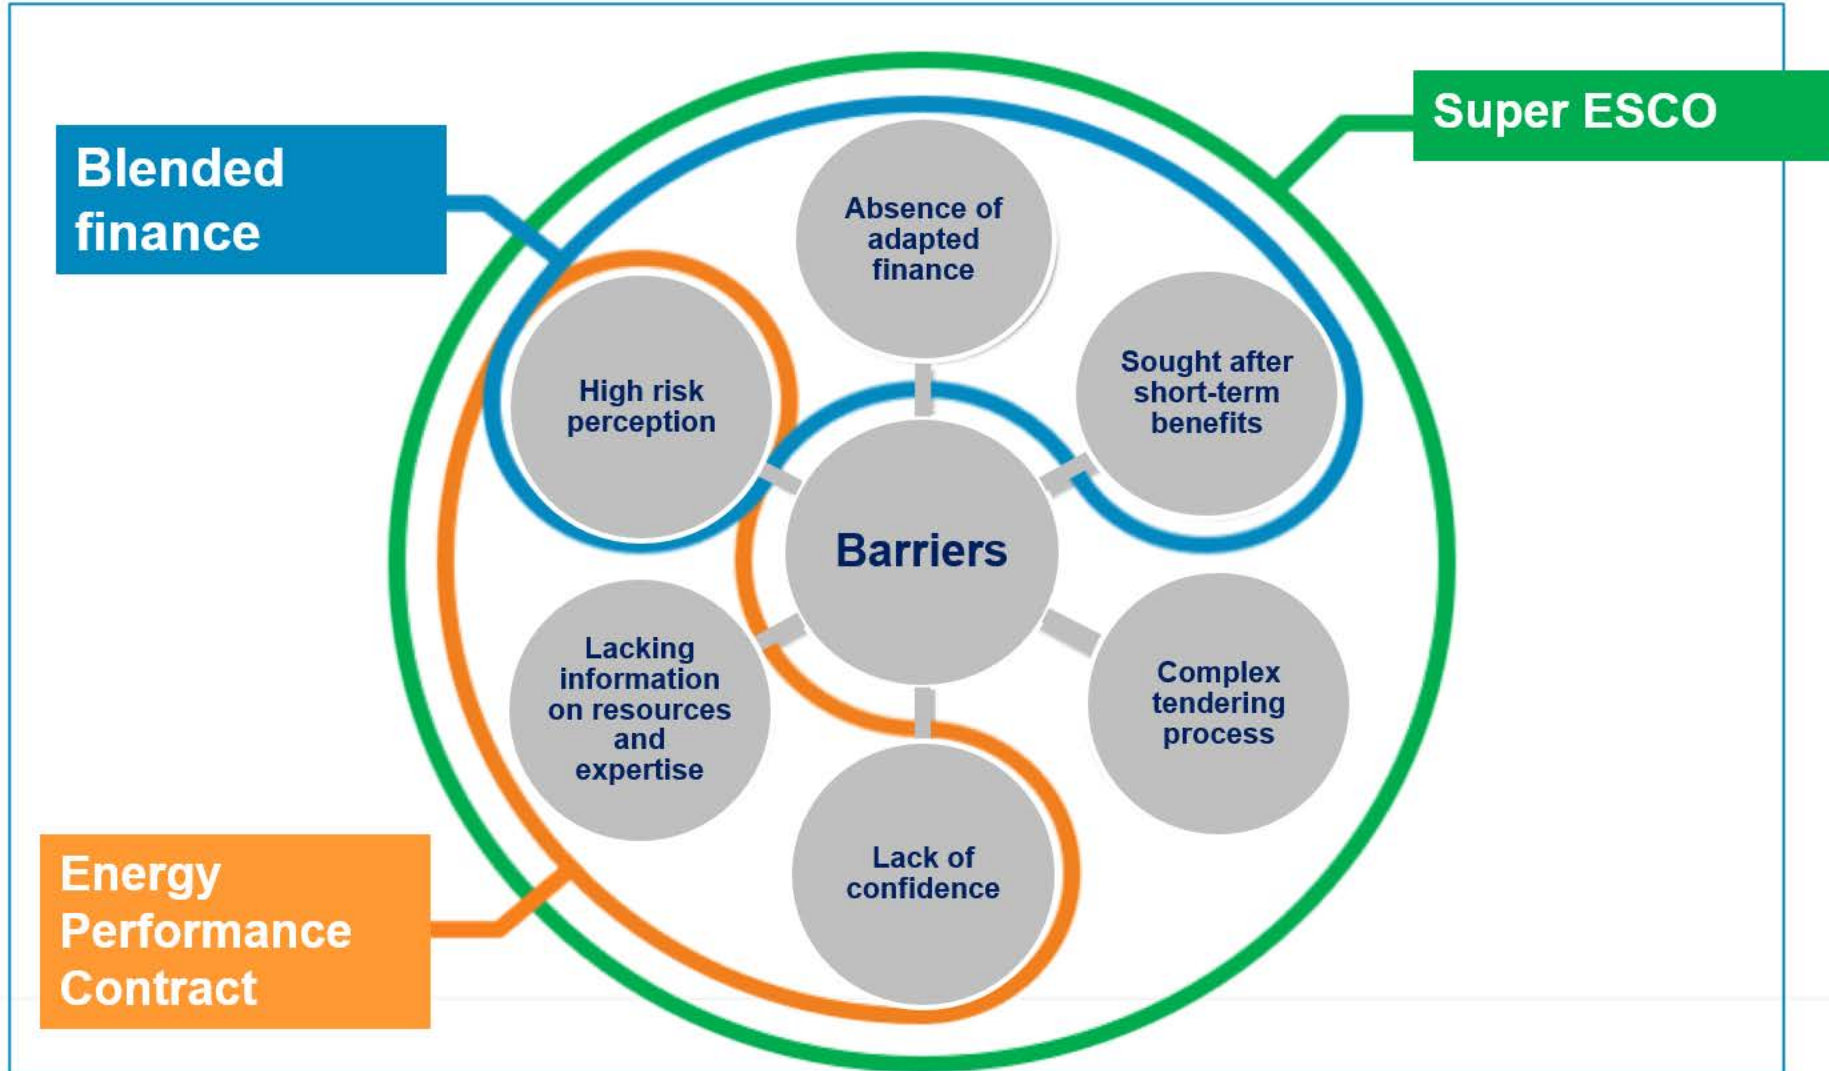 Super ESCO
Blended
finance
Absence of
adapted
finance
Sought after
short-term
benefits
High risk
perception
Barriers
Lacking
information
on resources
and
expertise
Complex
tendering
process
Lack of
confidence
Energy
Performance
Contract